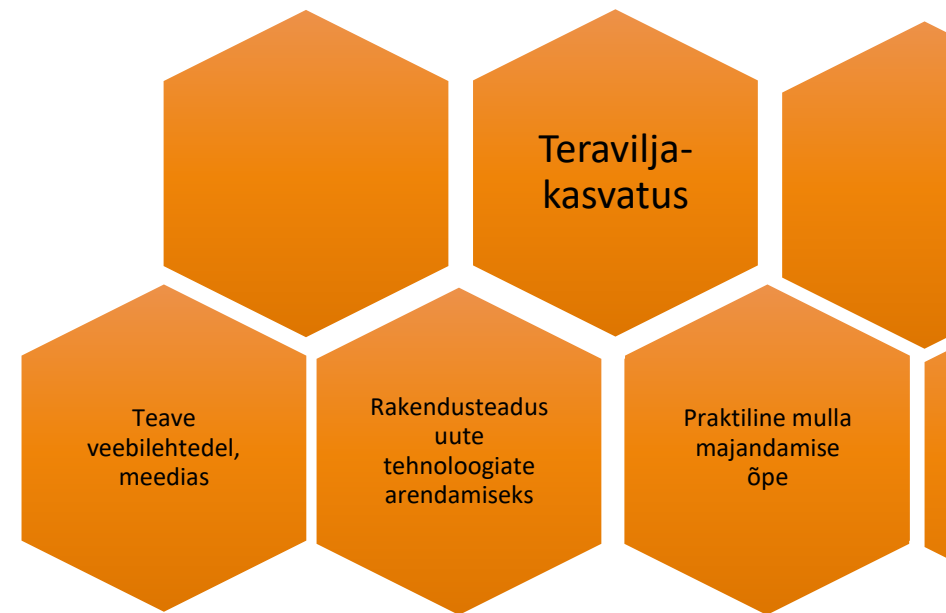 Teravilja-
kasvatus
Teave
veebilehtedel,
meedias
Rakendusteadus
uute
tehnoloogiate
arendamiseks
Praktiline mulla
majandamise
õpe